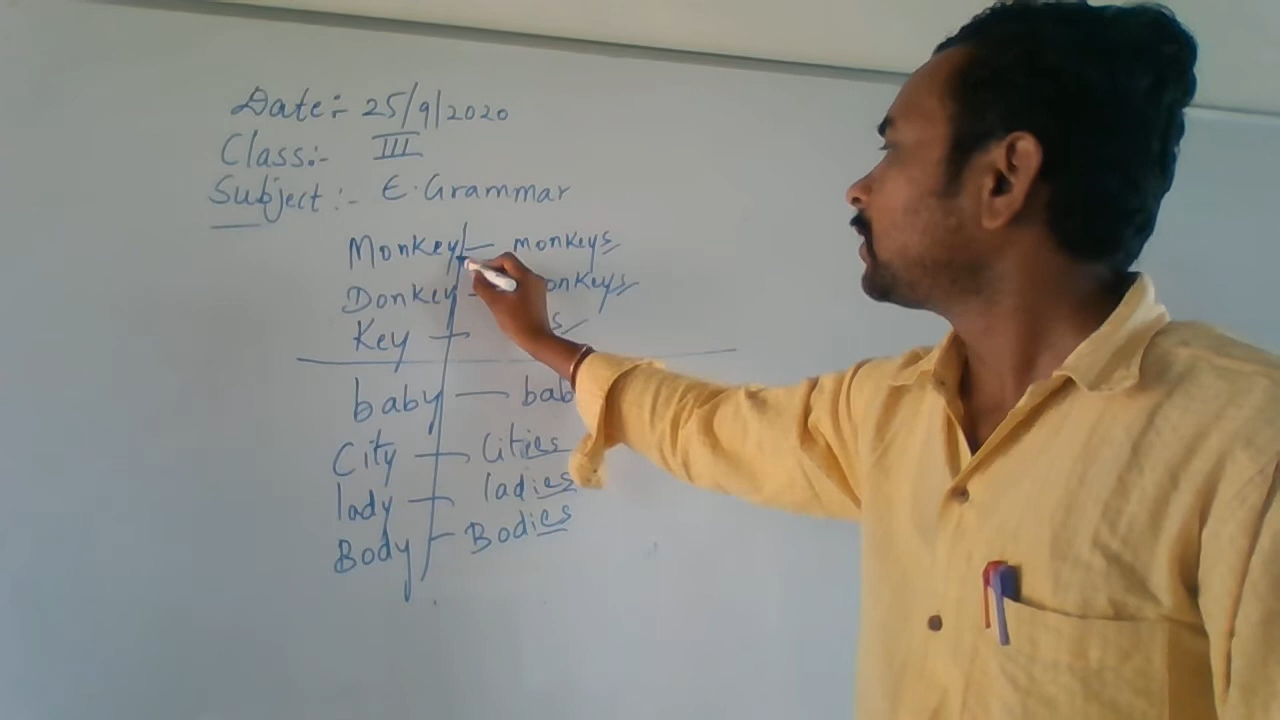 Date:- 25/9/2020
Class:- III
Subject:- E. Grammar
Monkey - monkeys
Donkey - onkeys
Key - s
baby - bab
City - Cities
lady - ladies
Body - Bodies